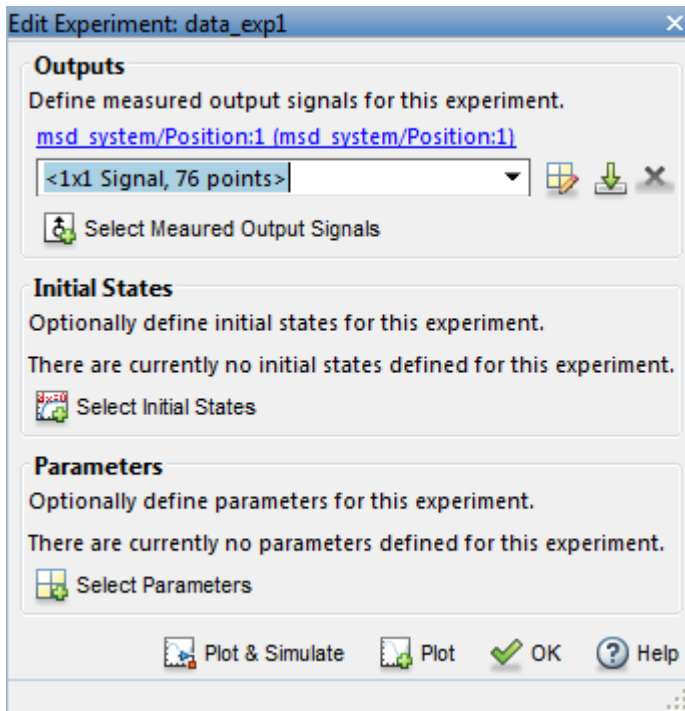 Edit Experiment: data_exp1
Outputs
Define measured output signals for this experiment.
msd_system/Position:1 (msd_system/Position:1)
<1x1 Signal, 76 points>
Select Meaured Output Signals
Initial States
Optionally define initial states for this experiment.
There are currently no initial states defined for this experiment.
Select Initial States
Parameters
Optionally define parameters for this experiment.
There are currently no parameters defined for this experiment.
Select Parameters
Plot & Simulate Plot OK Help